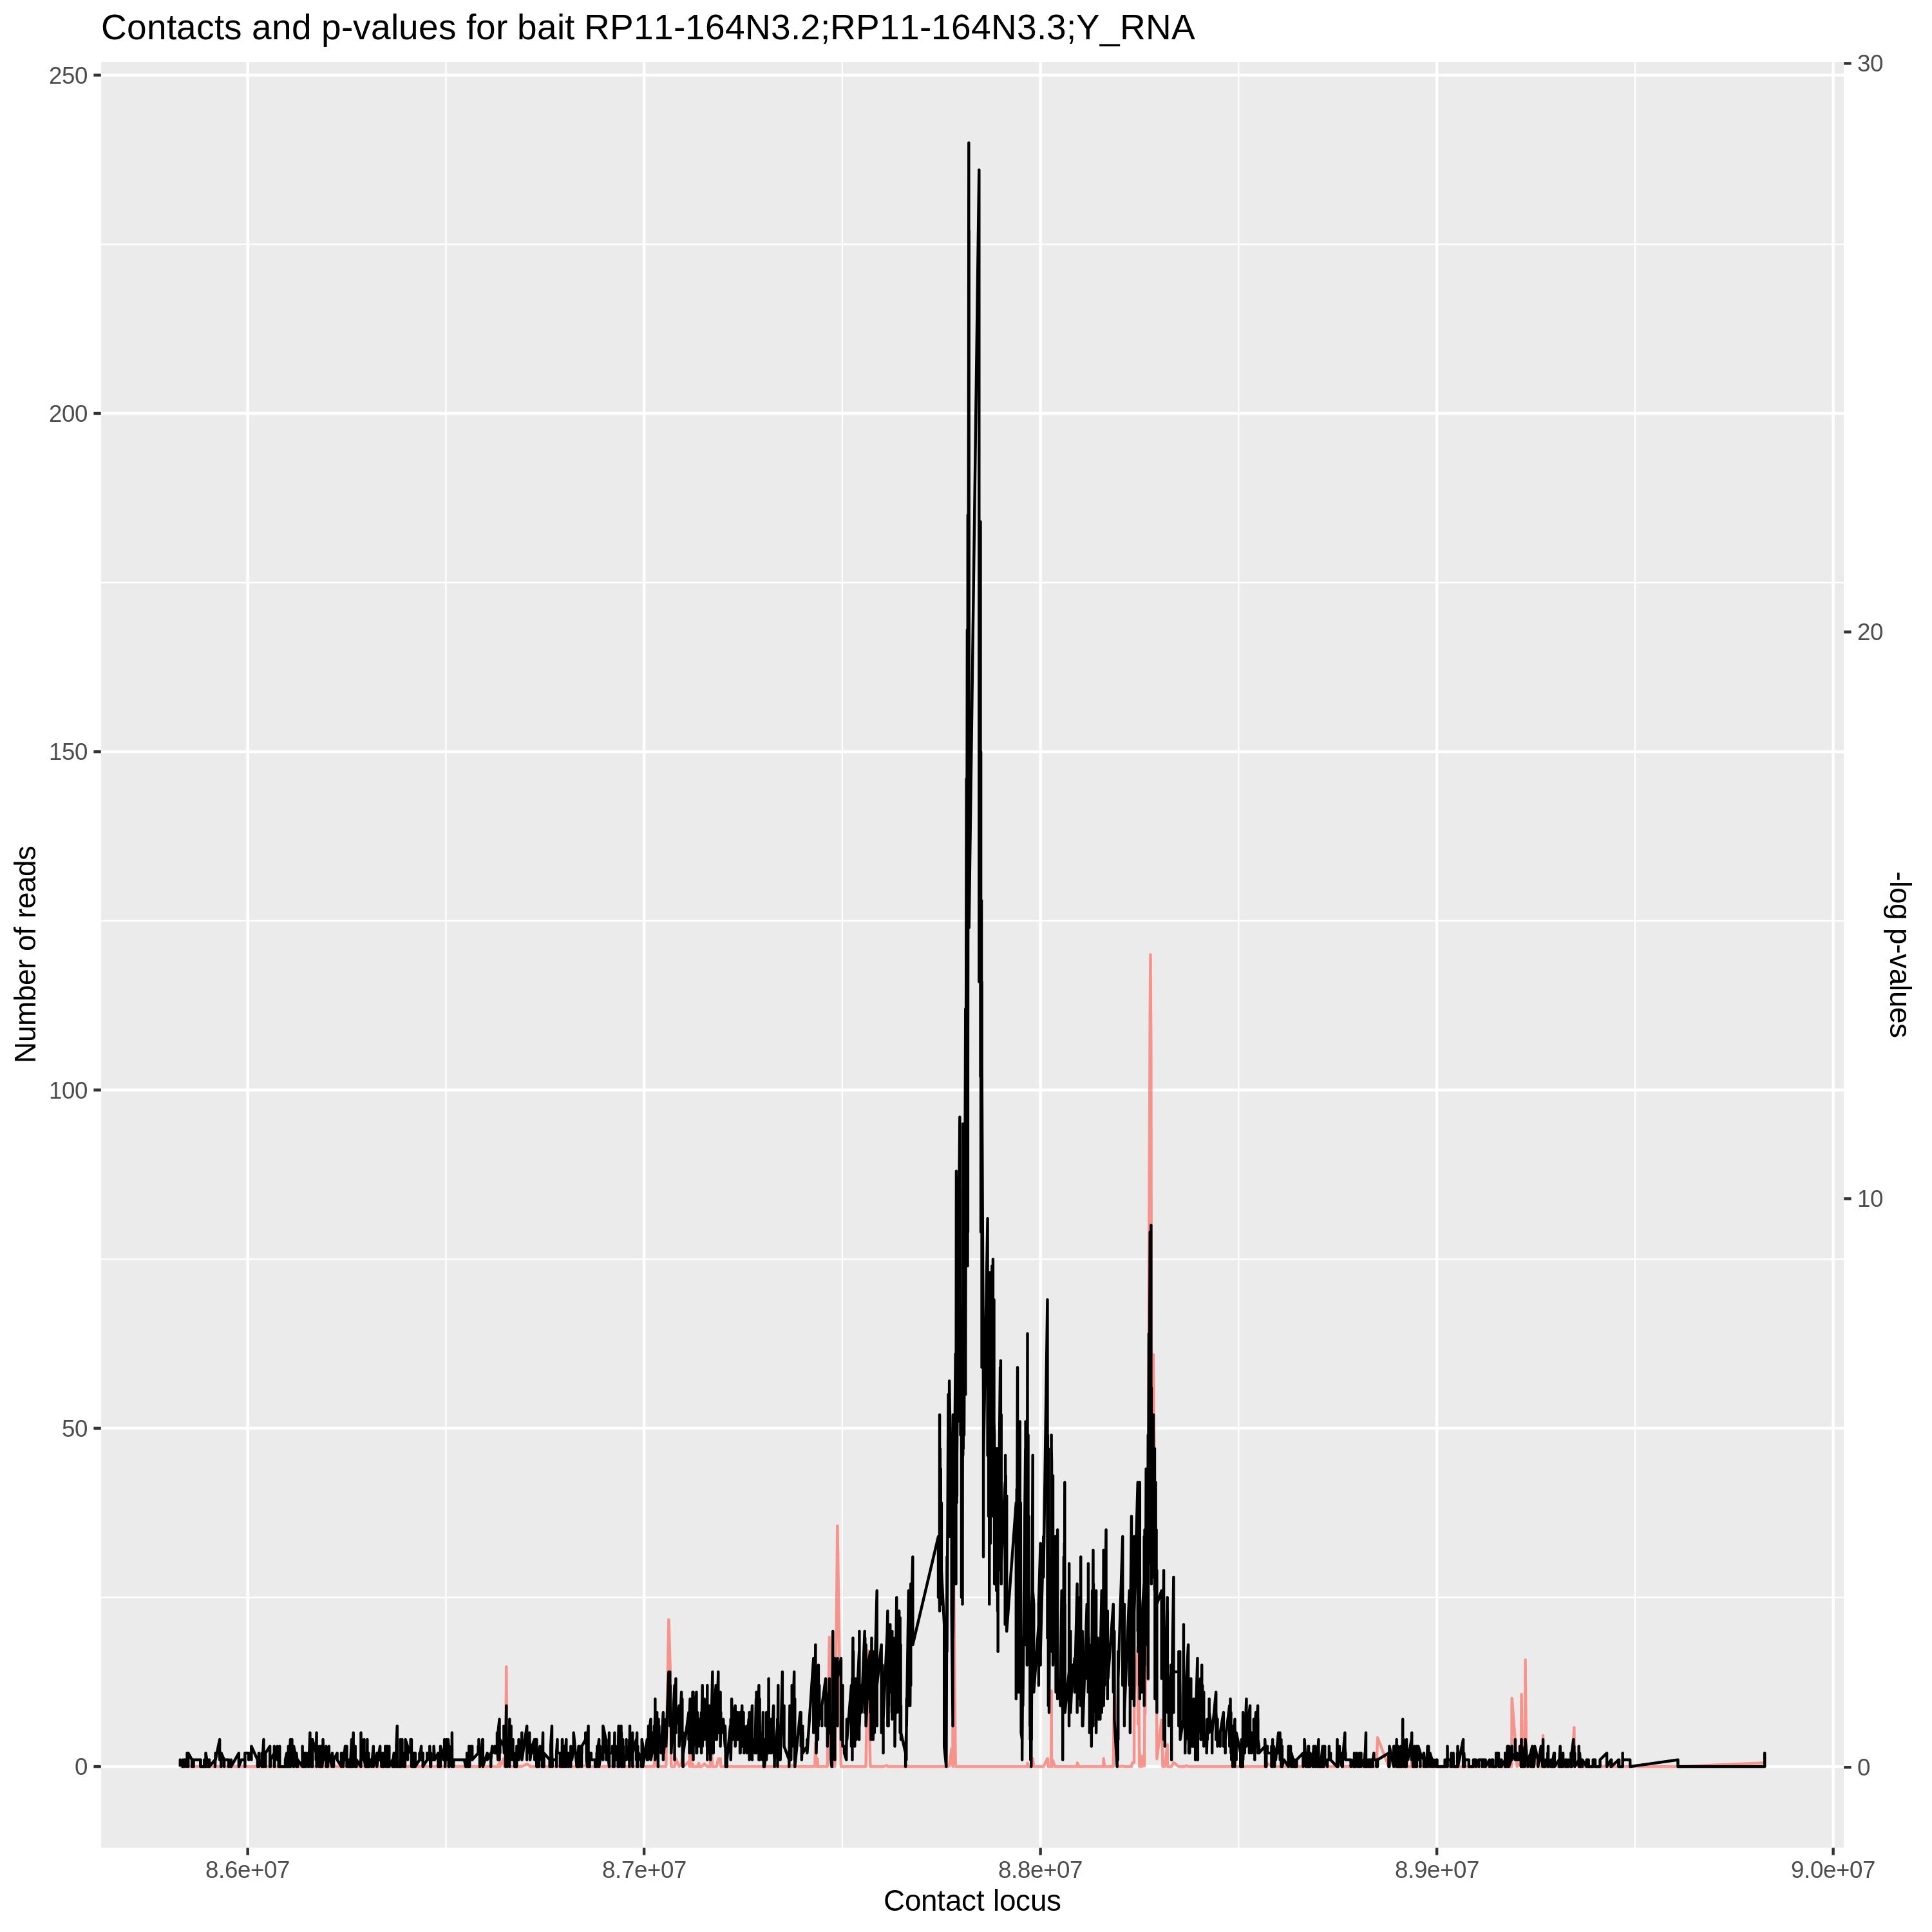 Contacts and p-values for bait RP11-164N3.2;RP11-164N3.3;Y_RNA
250
200
150
100
50
0
Number of reads
30
20
10
0
-log p-values
8.6e+07 8.7e+07 8.8e+07 8.9e+07 9.0e+07
Contact locus